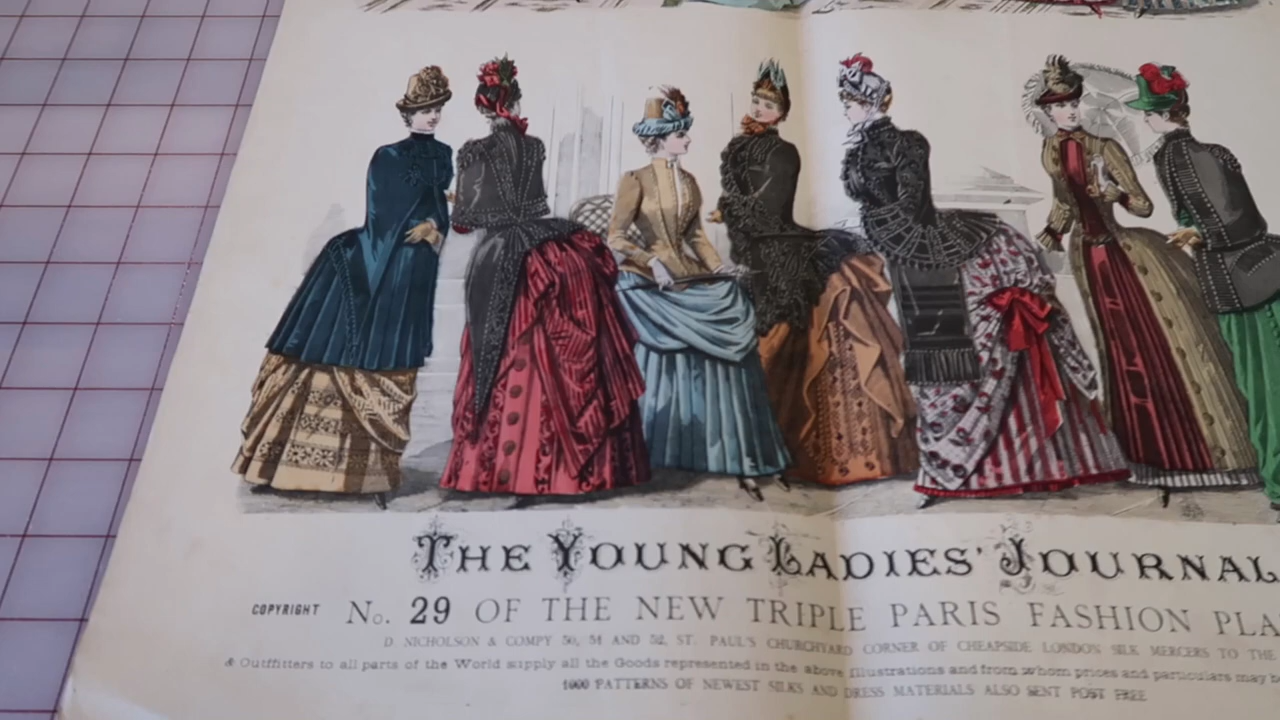 THE YOUNG LADIES' JOURNAL
COPYRIGHT No. 29 OF THE NEW TRIPLE PARIS FASHION PLA
D. NICHOLSON & COMPY 50, 51 AND 52, ST. PAUL'S CHURCHYARD CORNER OF CHEAPSIDE LONDON SILK MERCERS TO THE
& Outfitters to all parts of the World supply all the Goods represented in the above Illustrations and from whom prices and particulars may be
1000 PATTERNS OF NEWEST SILKS AND DRESS MATERIALS ALSO SENT POST FREE